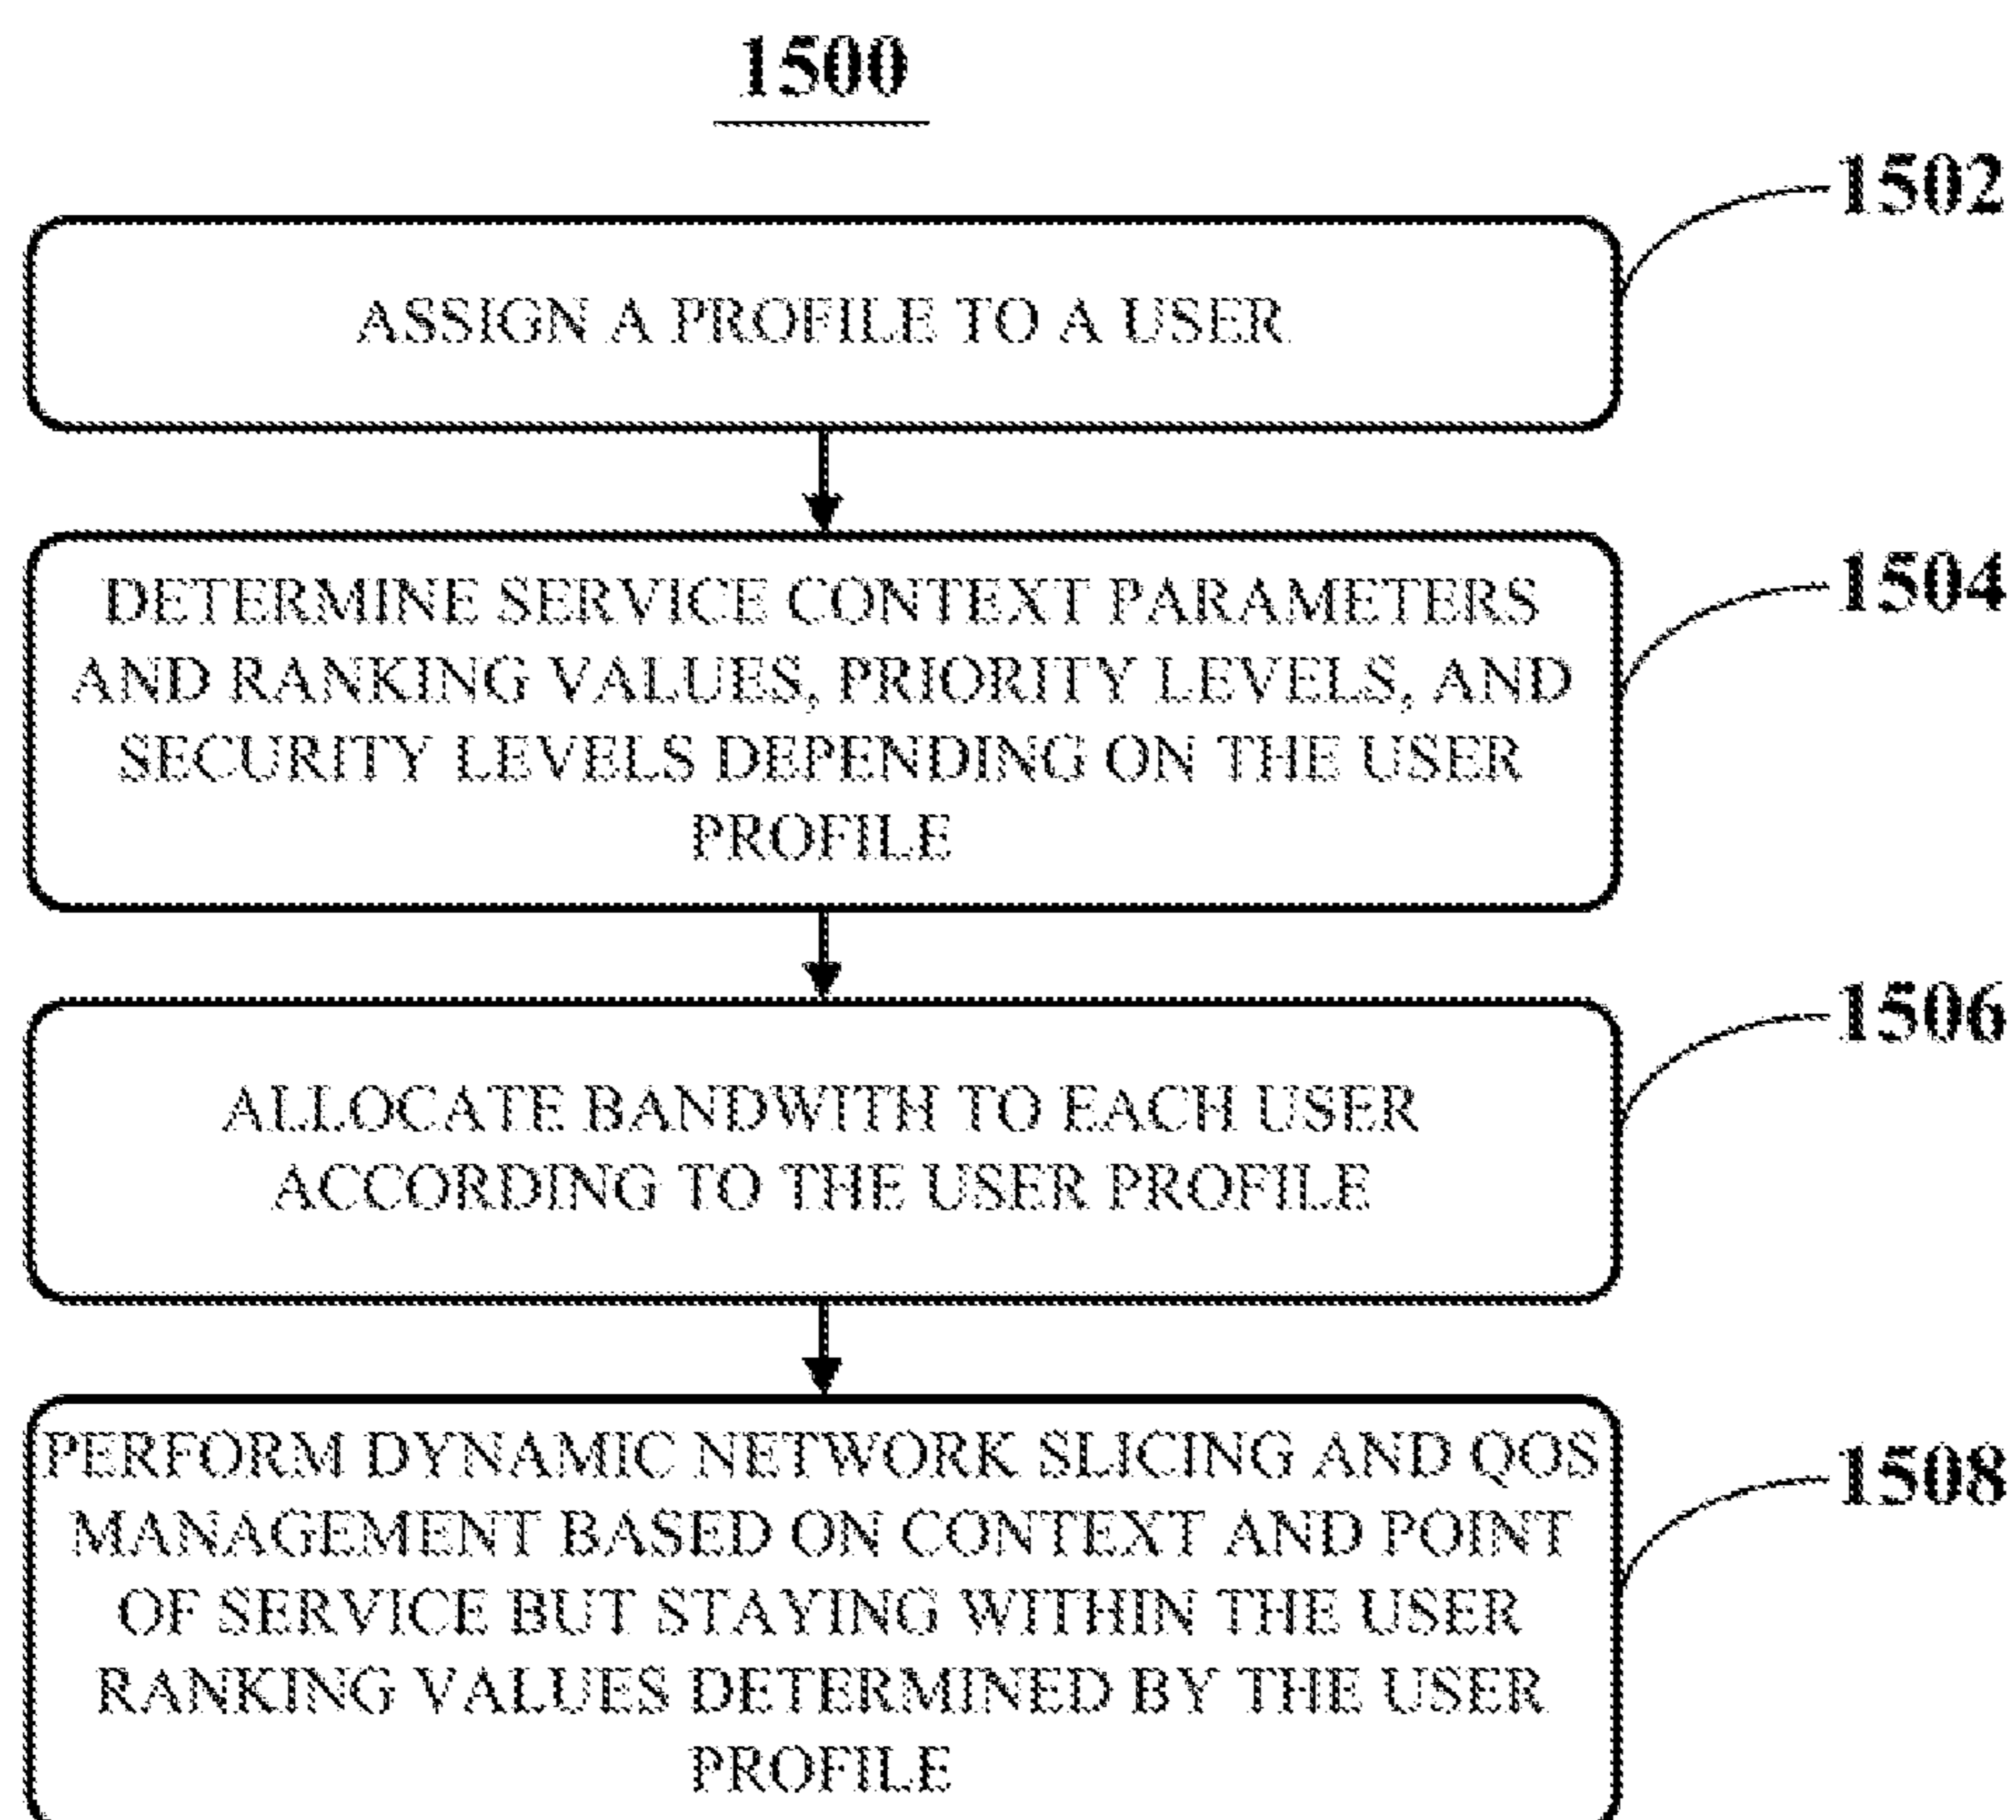 1500
1502
ASSIGN A PROFILE TO A USER
1504
DETERMINE SERVICE CONTEXT PARAMETERS
AND RANKING VALUES, PRIORITY LEVELS, AND
SECURITY LEVELS DEPENDING ON THE USER
PROFILE
1506
ALLOCATE BANDWITH TO EACH USER
ACCORDING TO THE USER PROFILE
1508
PERFORM DYNAMIC NETWORK SLICING AND QOS
MANAGEMENT BASED ON CONTEXT AND POINT
OF SERVICE BUT STAYING WITHIN THE USER
RANKING VALUES DETERMINED BY THE USER
PROFILE